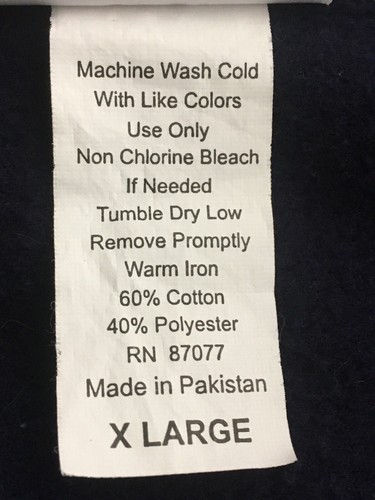 Machine Wash Cold
With Like Colors
Use Only
Non Chlorine Bleach
If Needed
Tumble Dry Low
Remove Promptly
Warm Iron
60% Cotton
40% Polyester
RN 87077
Made in Pakistan
X LARGE